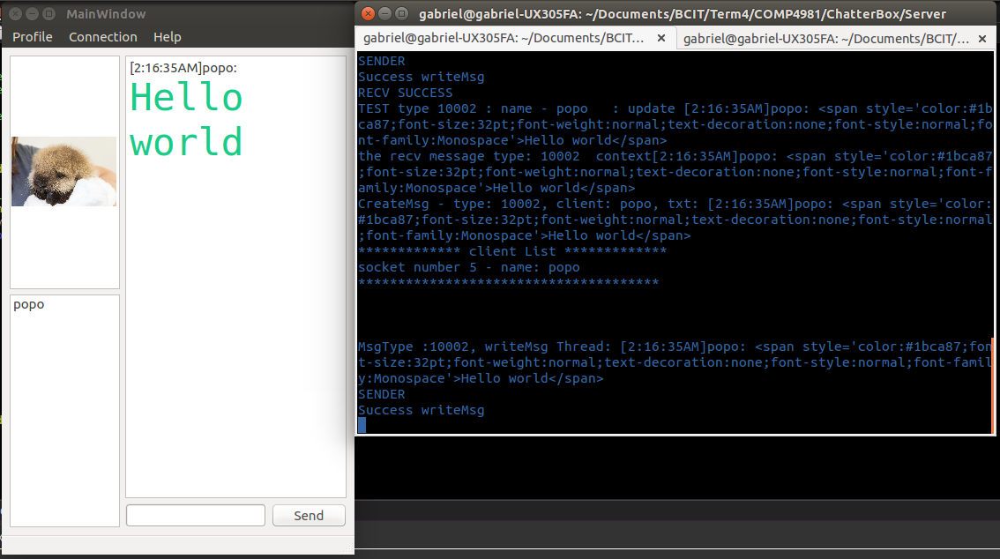 MainWindow
Profile Connection Help
[2:16:35AM]popo:
Hello
world
popo
Send
gabriel@gabriel-UX305FA: ~/Documents/BCIT/Term4/COMP4981/ChatterBox/Server
gabriel@gabriel-UX305FA: ~/Documents/BCIT... × gabriel@gabriel-UX305FA: ~/Documents/BCIT/... ×
SENDER
Success writeMsg
RECV SUCCESS
TEST type 10002 : name - popo   : update [2:16:35AM]popo: <span style='color:#1b
ca87;font-size:32pt;font-weight:normal;text-decoration:none;font-style:normal;fo
nt-family:Monospace'>Hello world</span>
the recv message type: 10002  context[2:16:35AM]popo: <span style='color:#1bca87
;font-size:32pt;font-weight:normal;text-decoration:none;font-style:normal;font-f
amily:Monospace'>Hello world</span>
CreateMsg - type: 10002, client: popo, txt: [2:16:35AM]popo: <span style='color:
#1bca87;font-size:32pt;font-weight:normal;text-decoration:none;font-style:normal
;font-family:Monospace'>Hello world</span>
************* client List *************
socket number 5 - name: popo
**************************************
MsgType :10002, writeMsg Thread: [2:16:35AM]popo: <span style='color:#1bca87;fon
t-size:32pt;font-weight:normal;text-decoration:none;font-style:normal;font-famil
y:Monospace'>Hello world</span>
SENDER
Success writeMsg